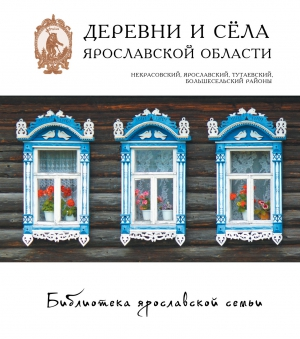 ДЕРЕВНИ И СЁЛА
ЯРОСЛАВСКОЙ ОБЛАСТИ
НЕКРАСОВСКИЙ, ЯРОСЛАВСКИЙ, ТУТАЕВСКИЙ,
БОЛЬШЕСЕЛЬСКИЙ РАЙОНЫ
Библиотека ярославской семьи